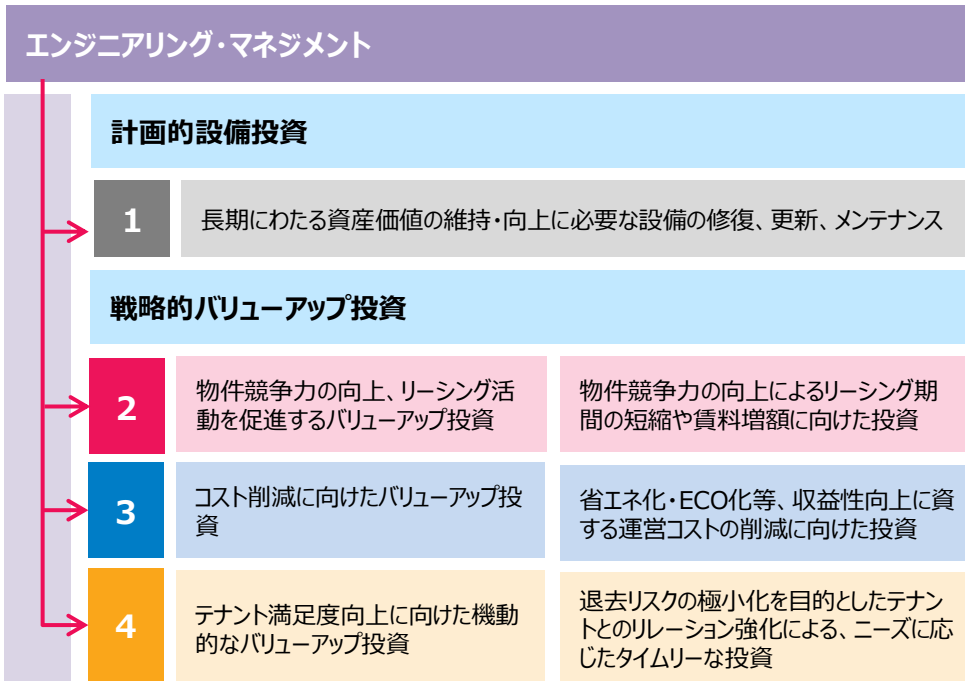 エンジニアリング・マネジメント
計画的設備投資
1
長期にわたる資産価値の維持・向上に必要な設備の修復、更新、メンテナンス
戦略的バリューアップ投資
2
物件競争力の向上、リーシング活
動を促進するバリューアップ投資
物件競争力の向上によるリーシング期
間の短縮や賃料増額に向けた投資
3
コスト削減に向けたバリューアップ投
資
省エネ化・ECO化等、収益性向上に資
する運営コストの削減に向けた投資
4
テナント満足度向上に向けた機動
的なバリューアップ投資
退去リスクの極小化を目的としたテナン
トとのリレーション強化による、ニーズに応
じたタイムリーな投資